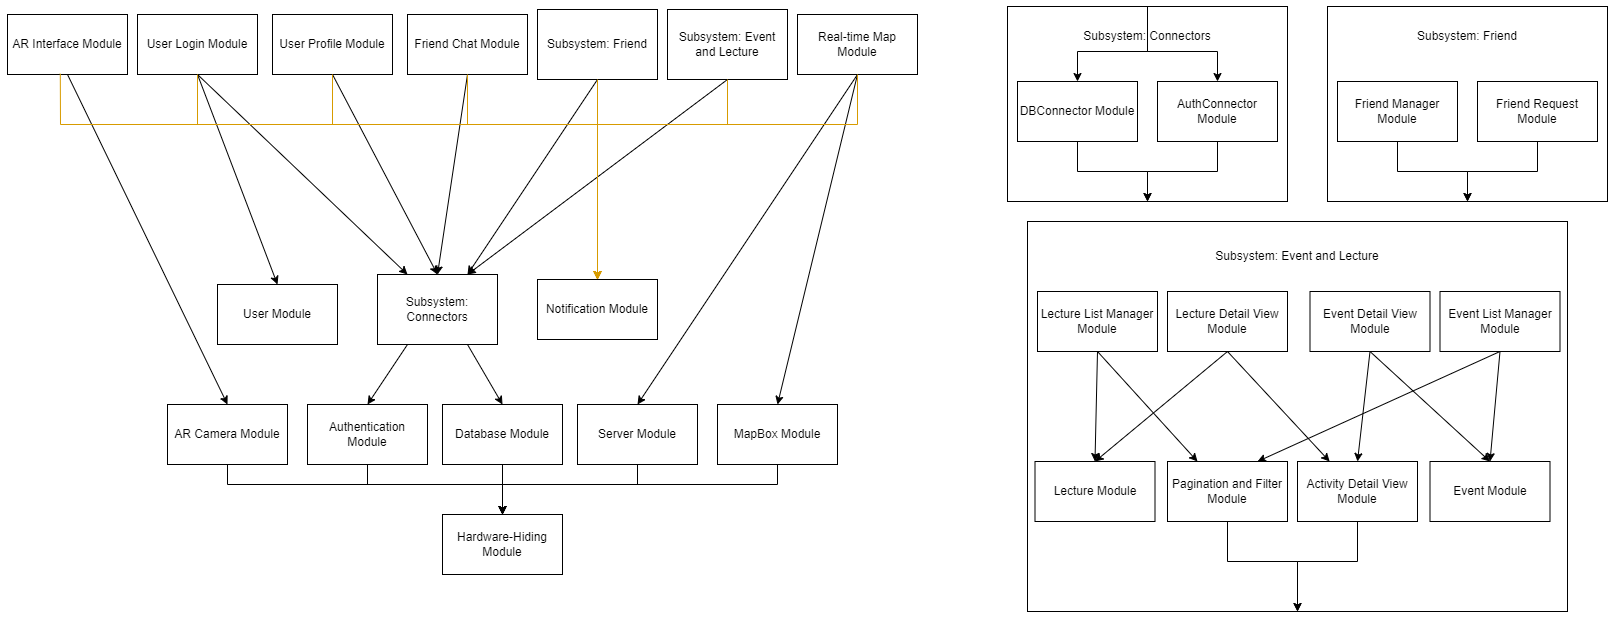 AR Interface Module
User Login Module
User Profile Module
Friend Chat Module
Subsystem: Friend
Subsystem: Event
and Lecture
Real-time Map
Module
User Module
Subsystem:
Connectors
Notification Module
AR Camera Module
Authentication
Module
Database Module
Server Module
MapBox Module
Hardware-Hiding
Module
Subsystem: Connectors
DBConnector Module
AuthConnector
Module
Subsystem: Friend
Friend Manager
Module
Friend Request
Module
Subsystem: Event and Lecture
Lecture List Manager
Module
Lecture Detail View
Module
Event Detail View
Module
Event List Manager
Module
Lecture Module
Pagination and Filter
Module
Activity Detail View
Module
Event Module